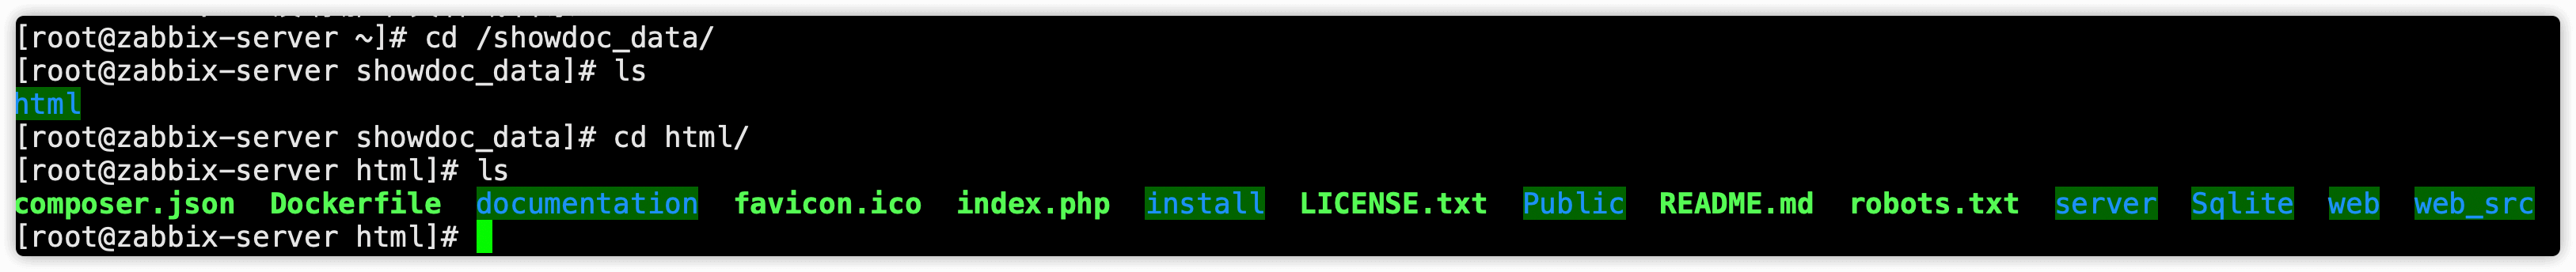 [root@zabbix-server ~]# cd /showdoc_data/
[root@zabbix-server showdoc_data]# ls
html
[root@zabbix-server showdoc_data]# cd html/
[root@zabbix-server html]# ls
composer.json  Dockerfile  documentation  favicon.ico  index.php  install  LICENSE.txt  Public  README.md  robots.txt  server  Sqlite  web  web_src
[root@zabbix-server html]#